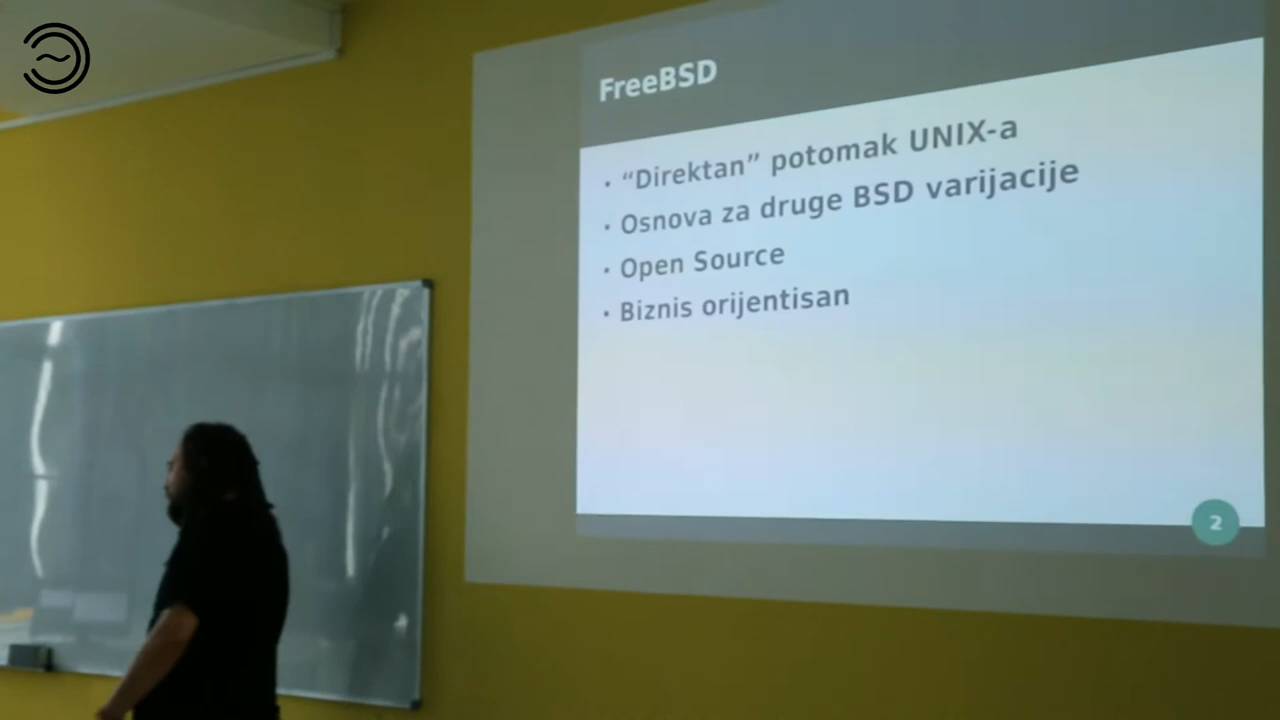 FreeBSD
• “Direktan” potomak UNIX-a
• Osnova za druge BSD varijacije
• Open Source
• Biznis orijentisan
2